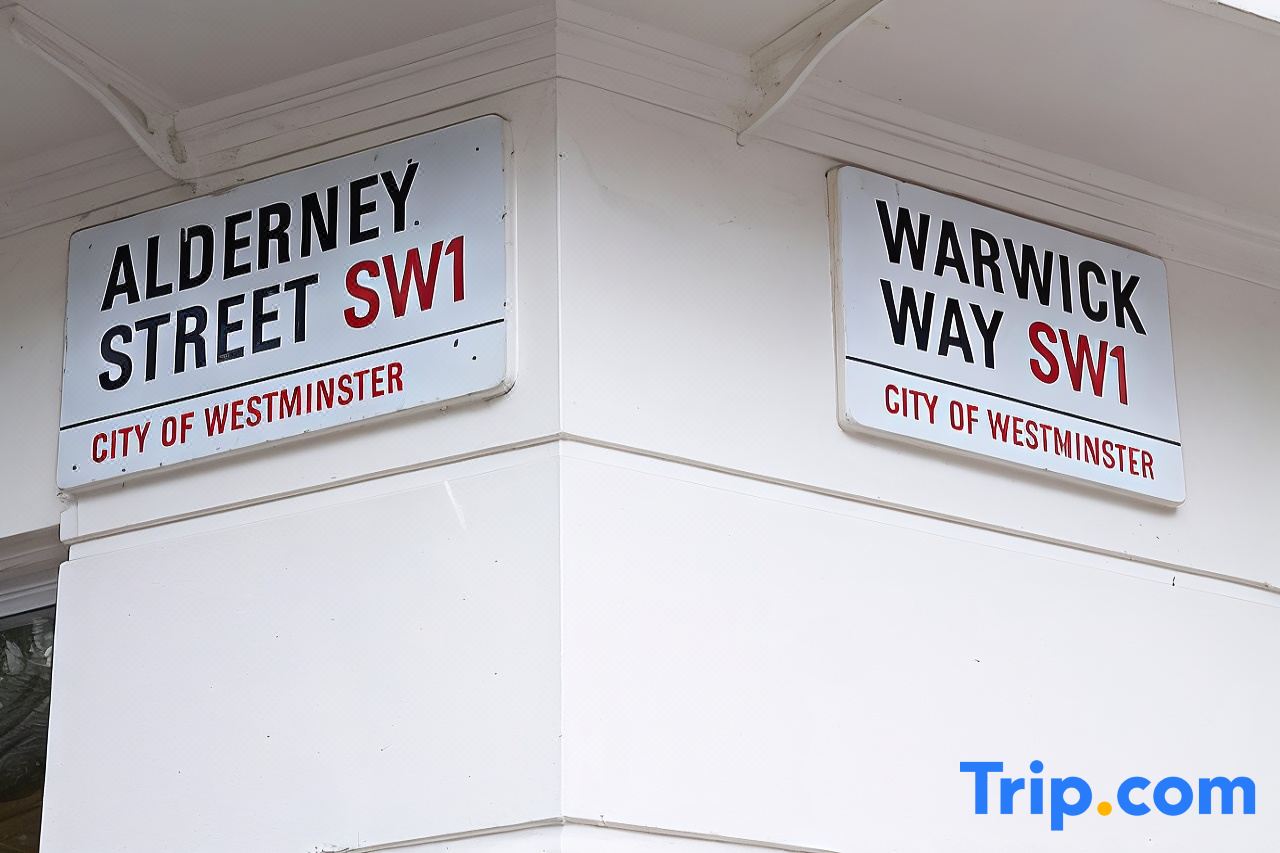 ALDERNEY
STREET SW1
CITY OF WESTMINSTER
WARWICK
WAY SW1
CITY OF WESTMINSTER
Trip.com